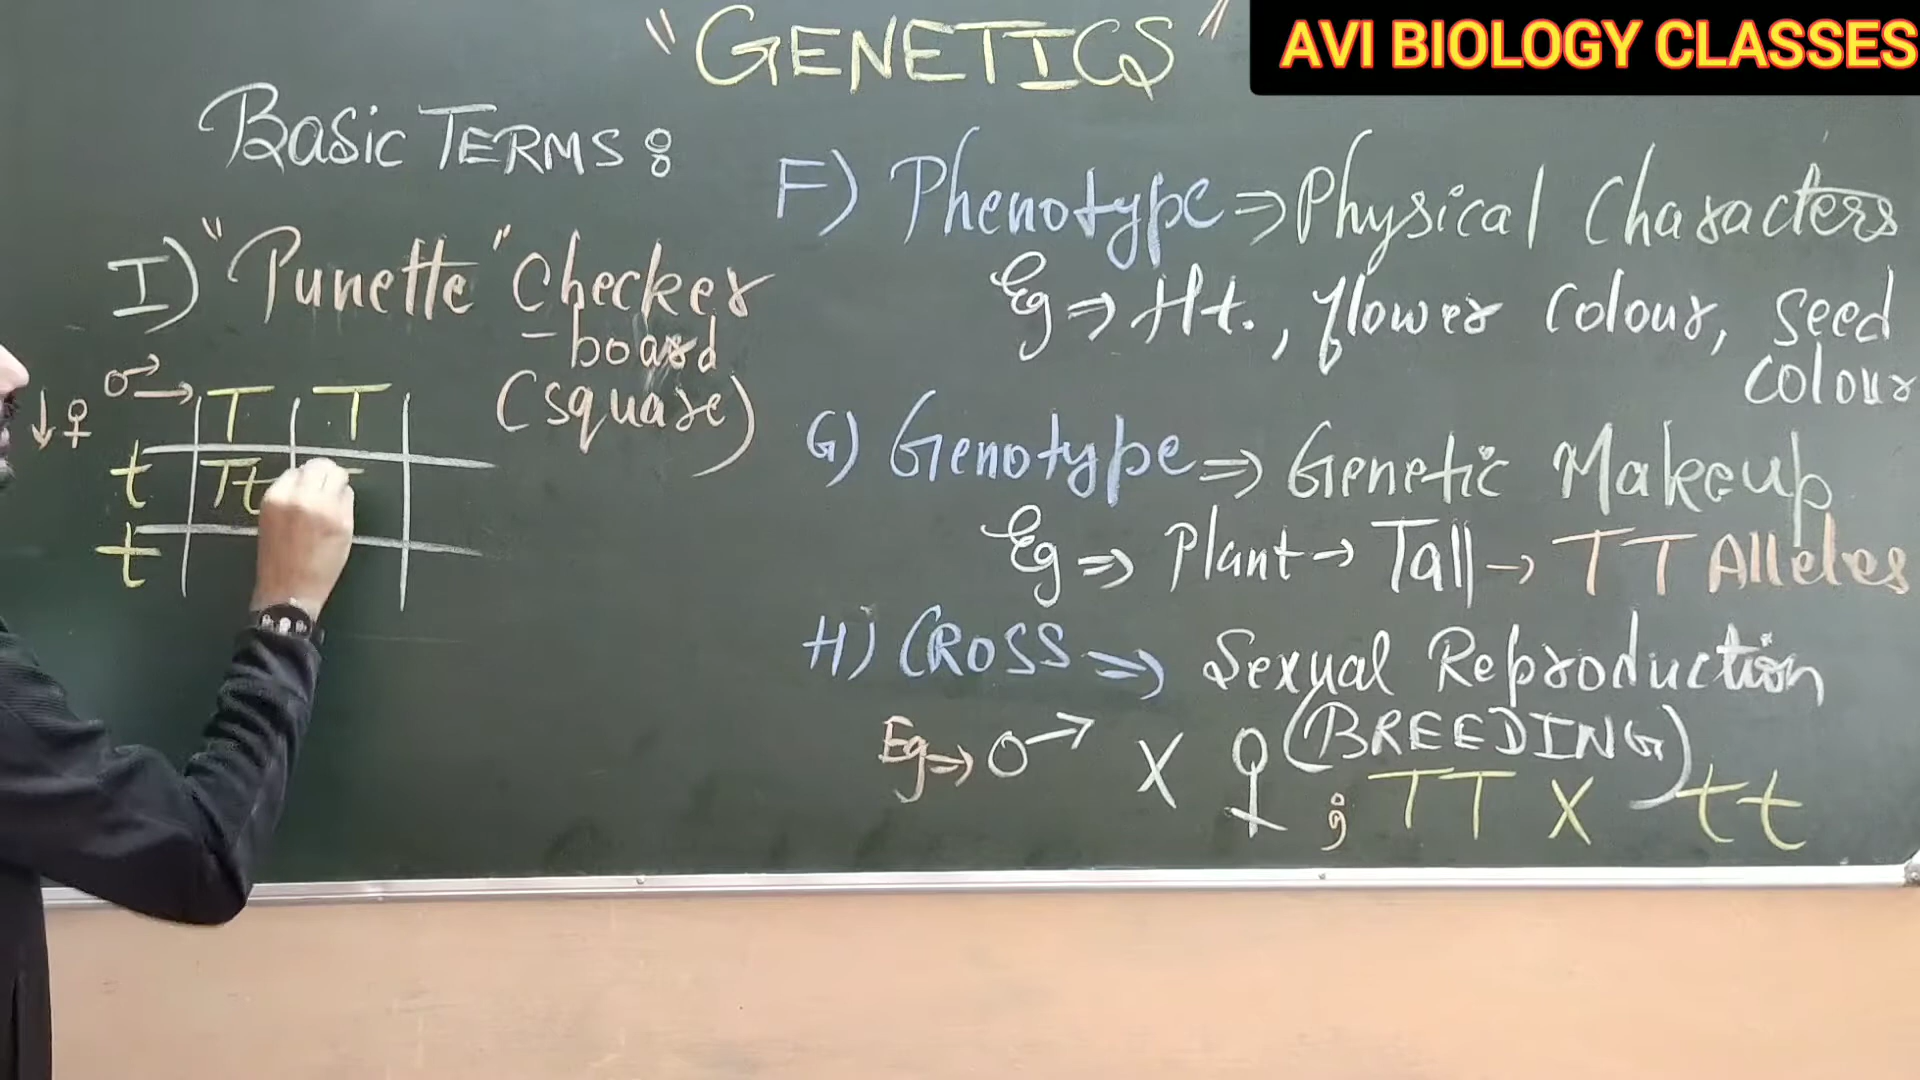 "GENETICS"
AVI BIOLOGY CLASSES
Basic TERMS:
I) "Punette" Checker
-board
(square)
♂→ T T
↓♀
t Tt T
t
F) Phenotype ⇒ Physical Characters
Eg ⇒ Ht., flower colour, seed
colour
G) Genotype ⇒ Genetic Makeup
Eg ⇒ Plant → Tall → TT Alleles
H) CROSS ⇒ Sexual Reproduction
(BREEDING)
Eg → ♂ X ♀ ; TT X tt